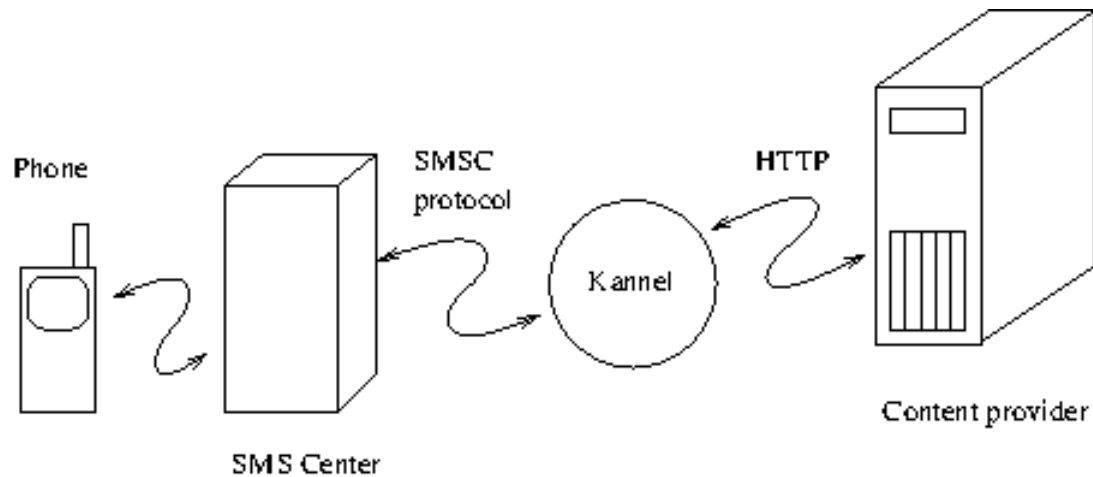 Phone
SMSC
protocol
HTTP
Kannel
Content provider
SMS Center